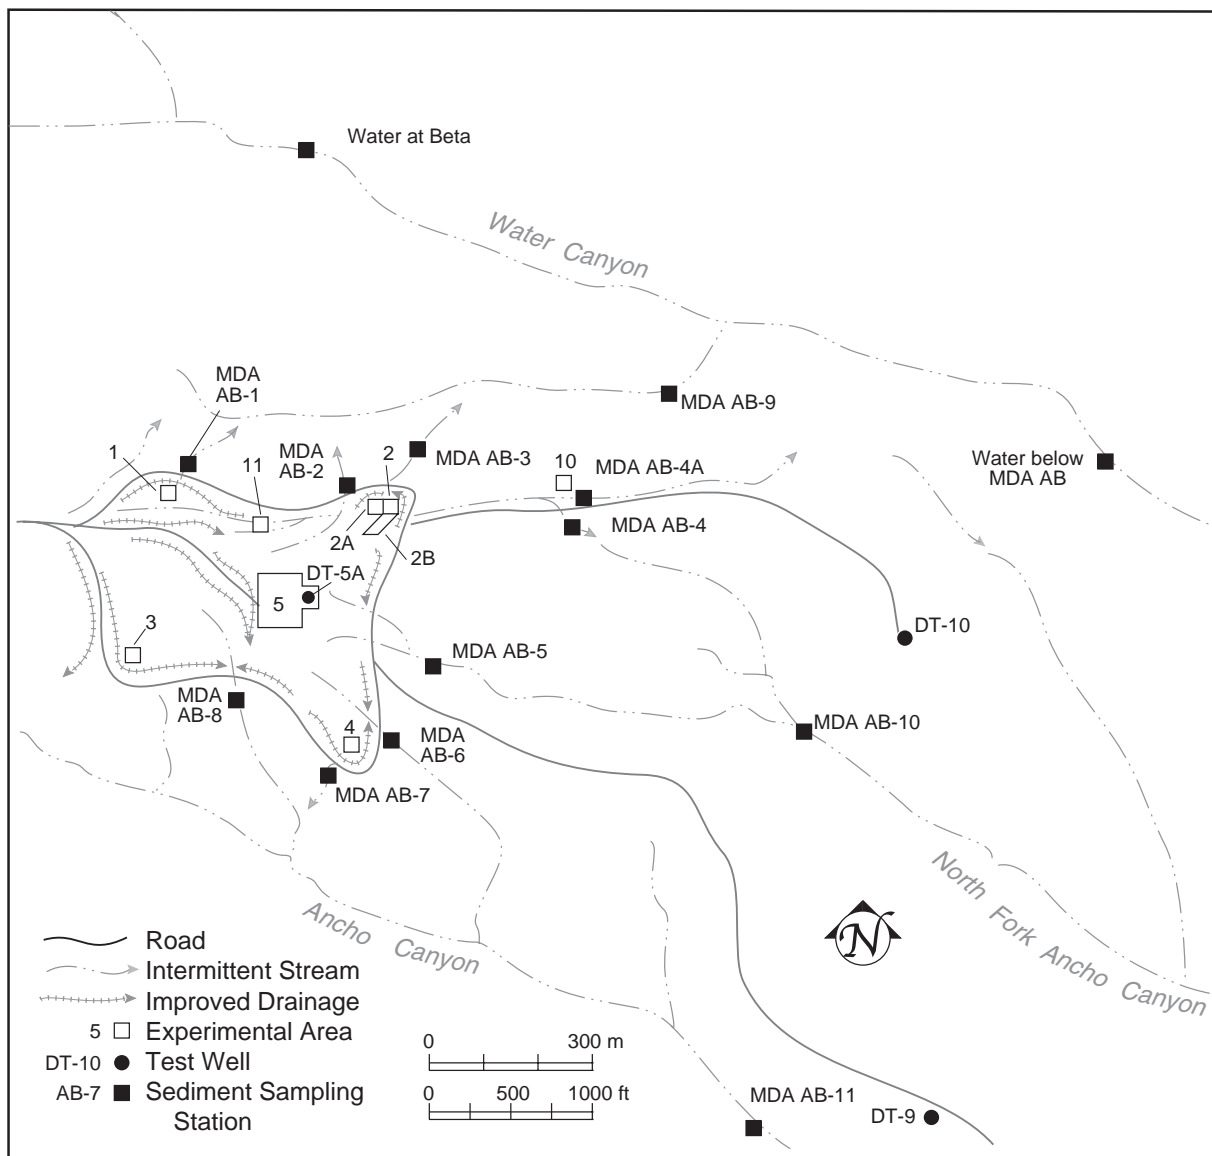 Water at Beta
Water Canyon
MDA
AB-1
MDA AB-9
1
11
MDA
AB-2
2
MDA AB-3
10
MDA AB-4A
Water below
MDA AB
2A
2B
MDA AB-4
DT-5A
5
3
DT-10
MDA AB-5
MDA
AB-8
4
MDA
AB-6
MDA AB-10
MDA AB-7
North Fork Ancho Canyon
Ancho Canyon
N
Road
Intermittent Stream
Improved Drainage
5 Experimental Area
DT-10 Test Well
AB-7 Sediment Sampling
Station
0 300 m
0 500 1000 ft
MDA AB-11
DT-9